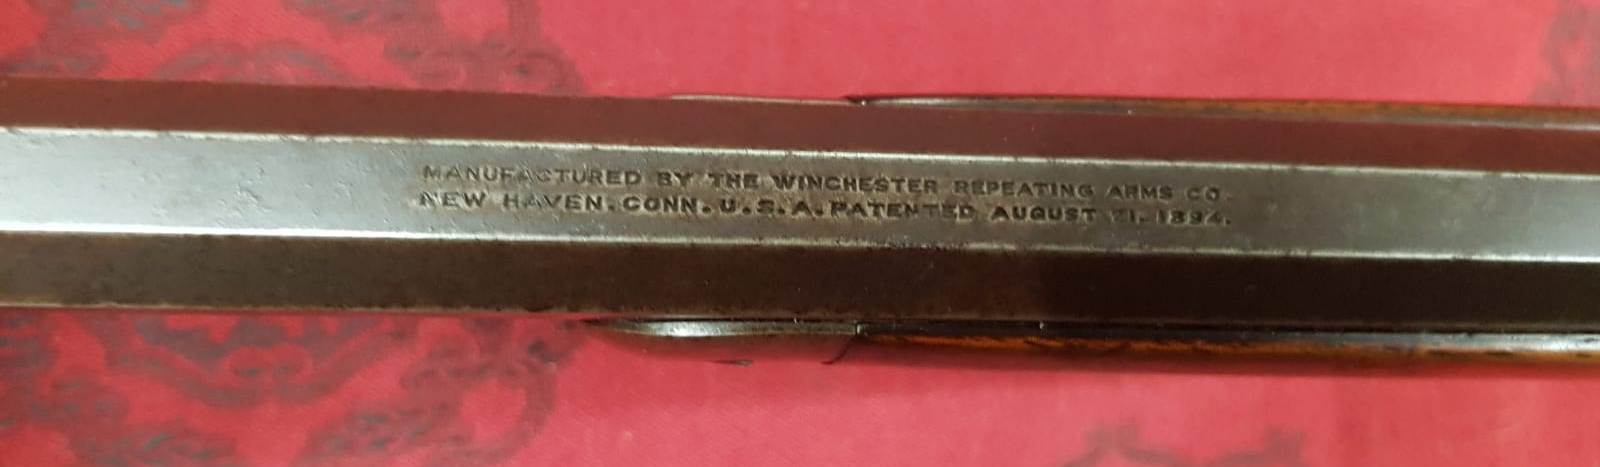 MANUFACTURED BY THE WINCHESTER REPEATING ARMS CO.
NEW HAVEN. CONN. U.S.A. PATENTED AUGUST 21. 1894.